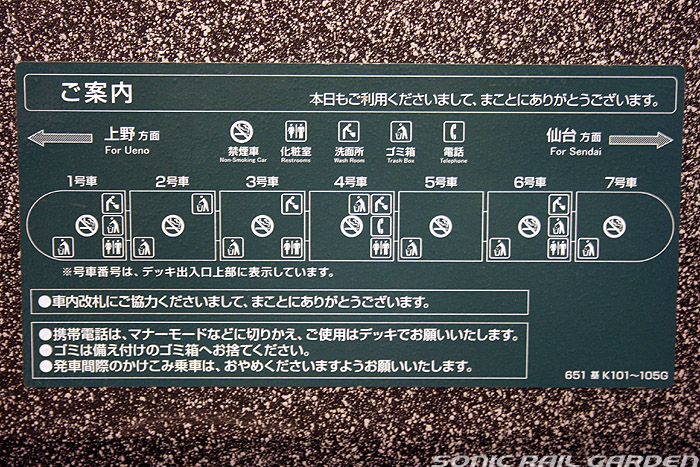 ご案内
本日もご利用くださいまして、まことにありがとうございます。
上野方面
For Ueno
禁煙車
Non-Smoking Car
化粧室
Restrooms
洗面所
Wash Room
ゴミ箱
Trash Box
電話
Telephone
仙台方面
For Sendai
1号車 2号車 3号車 4号車 5号車 6号車 7号車
※号車番号は、デッキ出入口上部に表示しています。
●車内改札にご協力くださいまして、まことにありがとうございます。
●携帯電話は、マナーモードなどに切りかえ、ご使用はデッキでお願いいたします。
●ゴミは備え付けのゴミ箱へお捨てください。
●発車間際のかけこみ乗車は、おやめくださいますようお願いいたします。
651 基 K101~105G
SONIC RAIL GARDEN